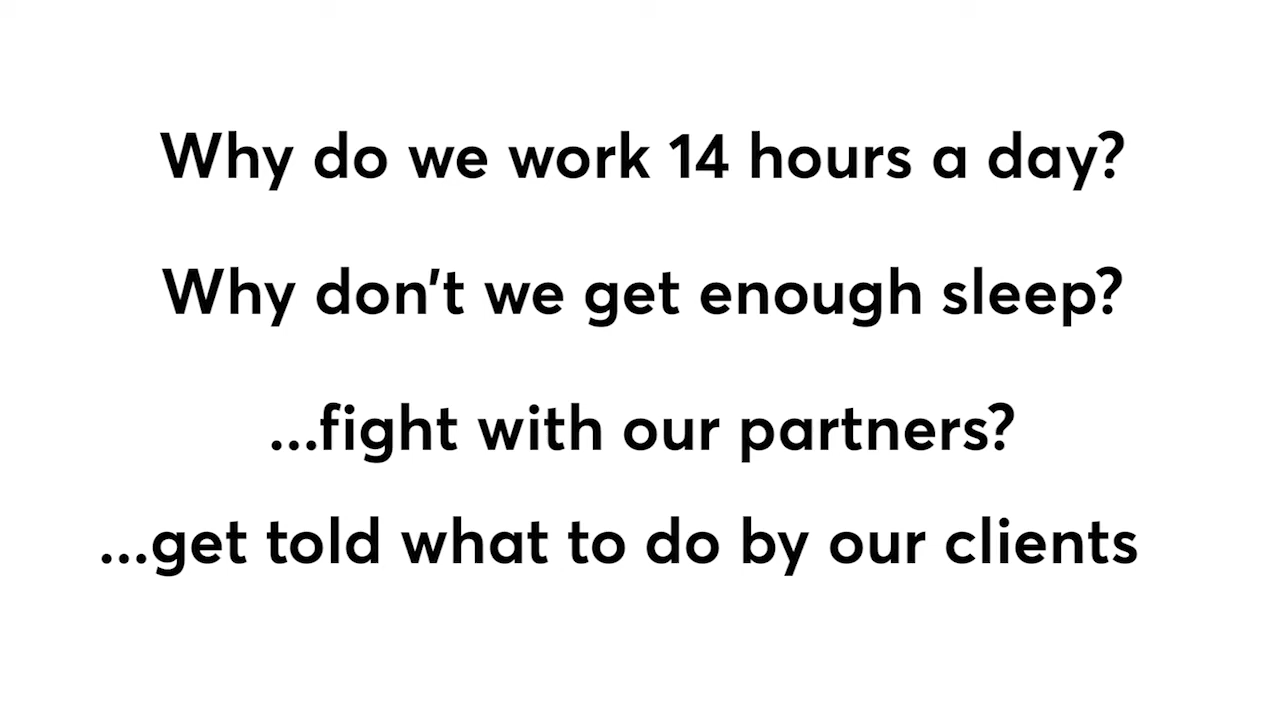 Why do we work 14 hours a day?
Why don't we get enough sleep?
...fight with our partners?
...get told what to do by our clients